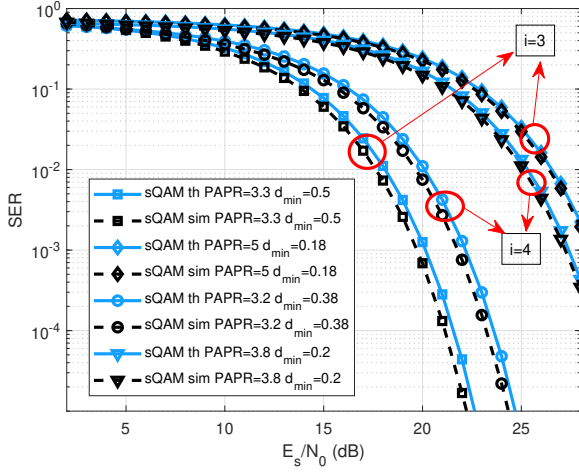 10^0
10^-1
10^-2
10^-3
10^-4
SER
i=3
i=4
sQAM th PAPR=3.3 d_min=0.5
sQAM sim PAPR=3.3 d_min=0.5
sQAM th PAPR=5 d_min=0.18
sQAM sim PAPR=5 d_min=0.18
sQAM th PAPR=3.2 d_min=0.38
sQAM sim PAPR=3.2 d_min=0.38
sQAM th PAPR=3.8 d_min=0.2
sQAM sim PAPR=3.8 d_min=0.2
5 10 15 20 25
E_s/N_0 (dB)